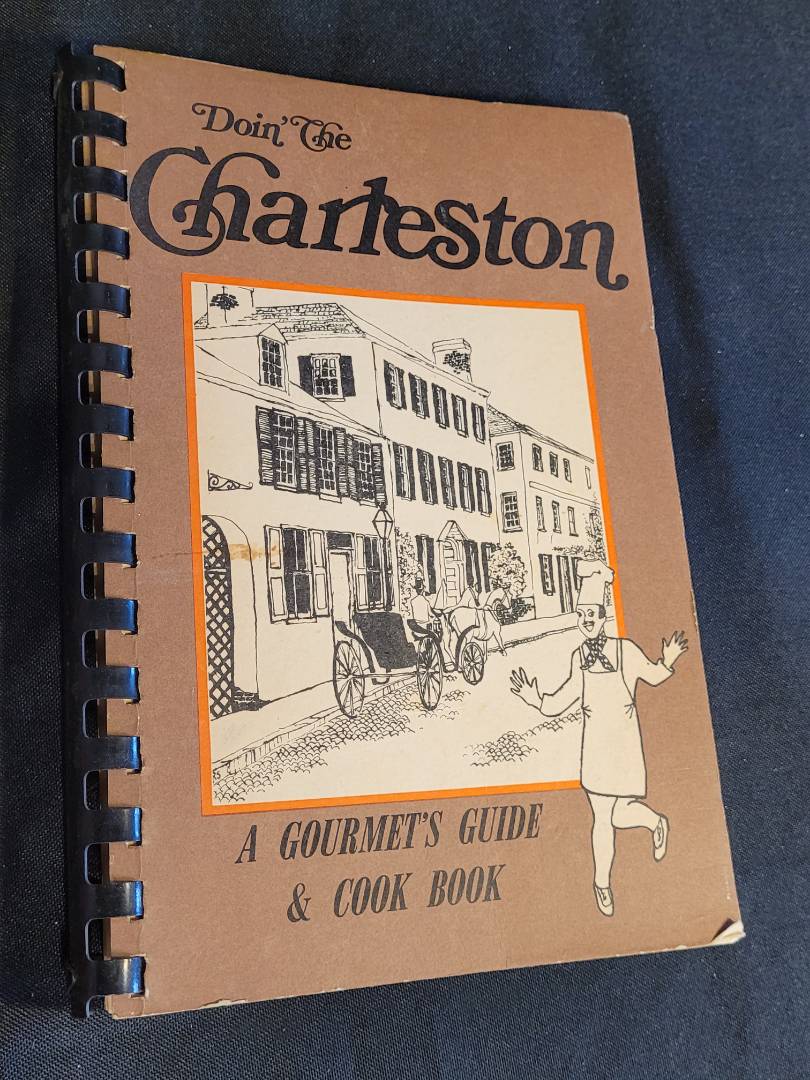 Doin' The
Charleston
A GOURMET'S GUIDE
& COOK BOOK